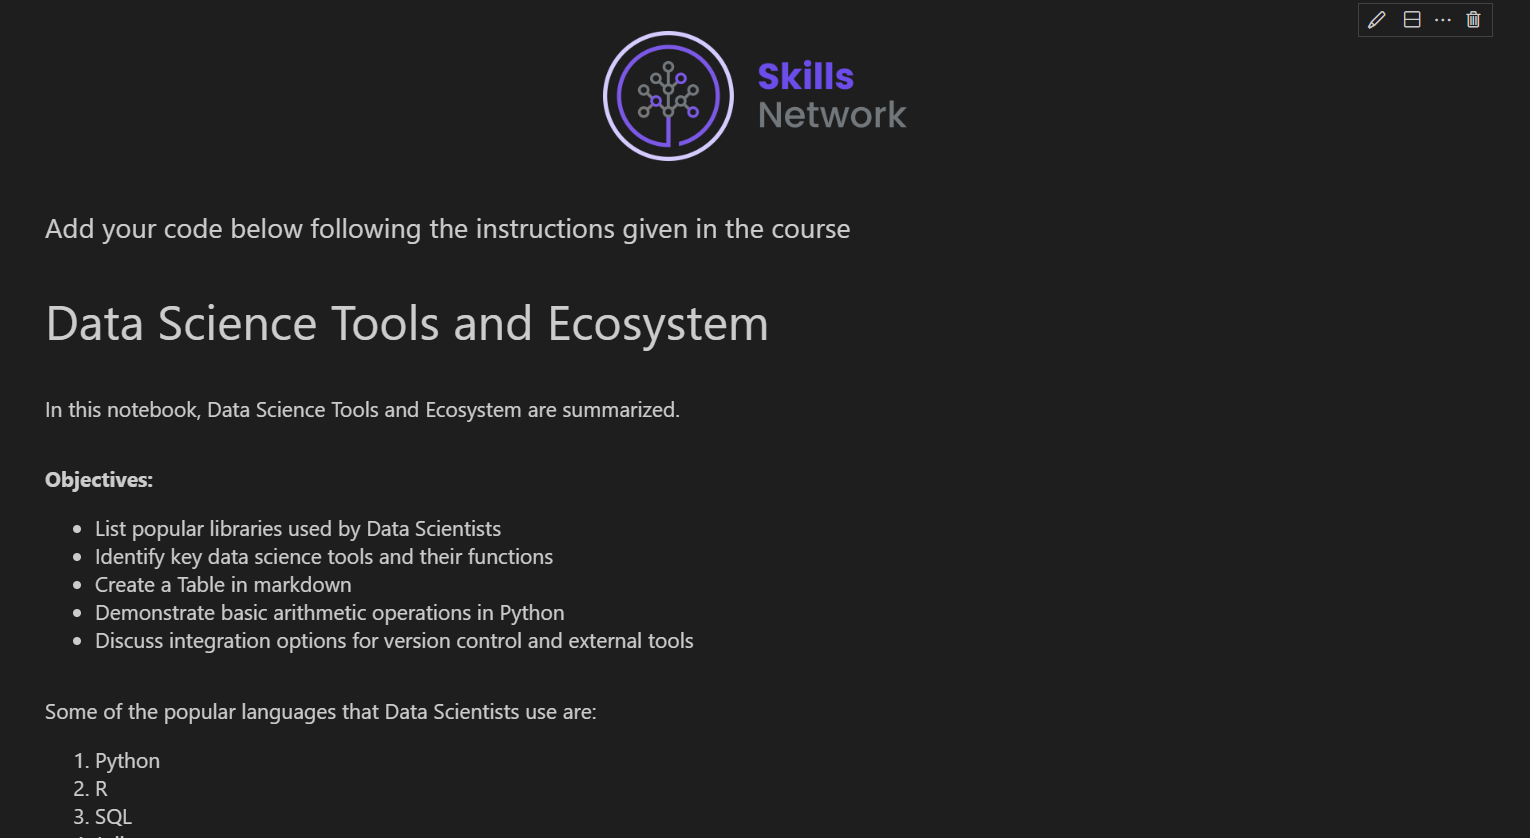 Skills
Network
Add your code below following the instructions given in the course
Data Science Tools and Ecosystem
In this notebook, Data Science Tools and Ecosystem are summarized.
Objectives:
• List popular libraries used by Data Scientists
• Identify key data science tools and their functions
• Create a Table in markdown
• Demonstrate basic arithmetic operations in Python
• Discuss integration options for version control and external tools
Some of the popular languages that Data Scientists use are:
1. Python
2. R
3. SQL